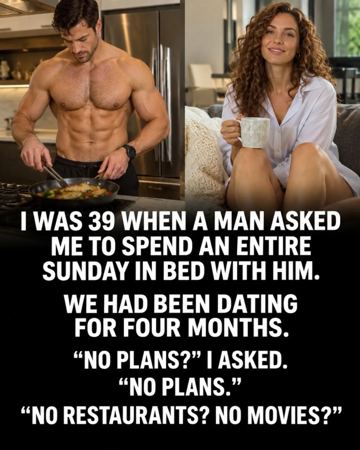 I WAS 39 WHEN A MAN ASKED
ME TO SPEND AN ENTIRE
SUNDAY IN BED WITH HIM.
WE HAD BEEN DATING
FOR FOUR MONTHS.
“NO PLANS?” I ASKED.
“NO PLANS.”
“NO RESTAURANTS? NO MOVIES?”